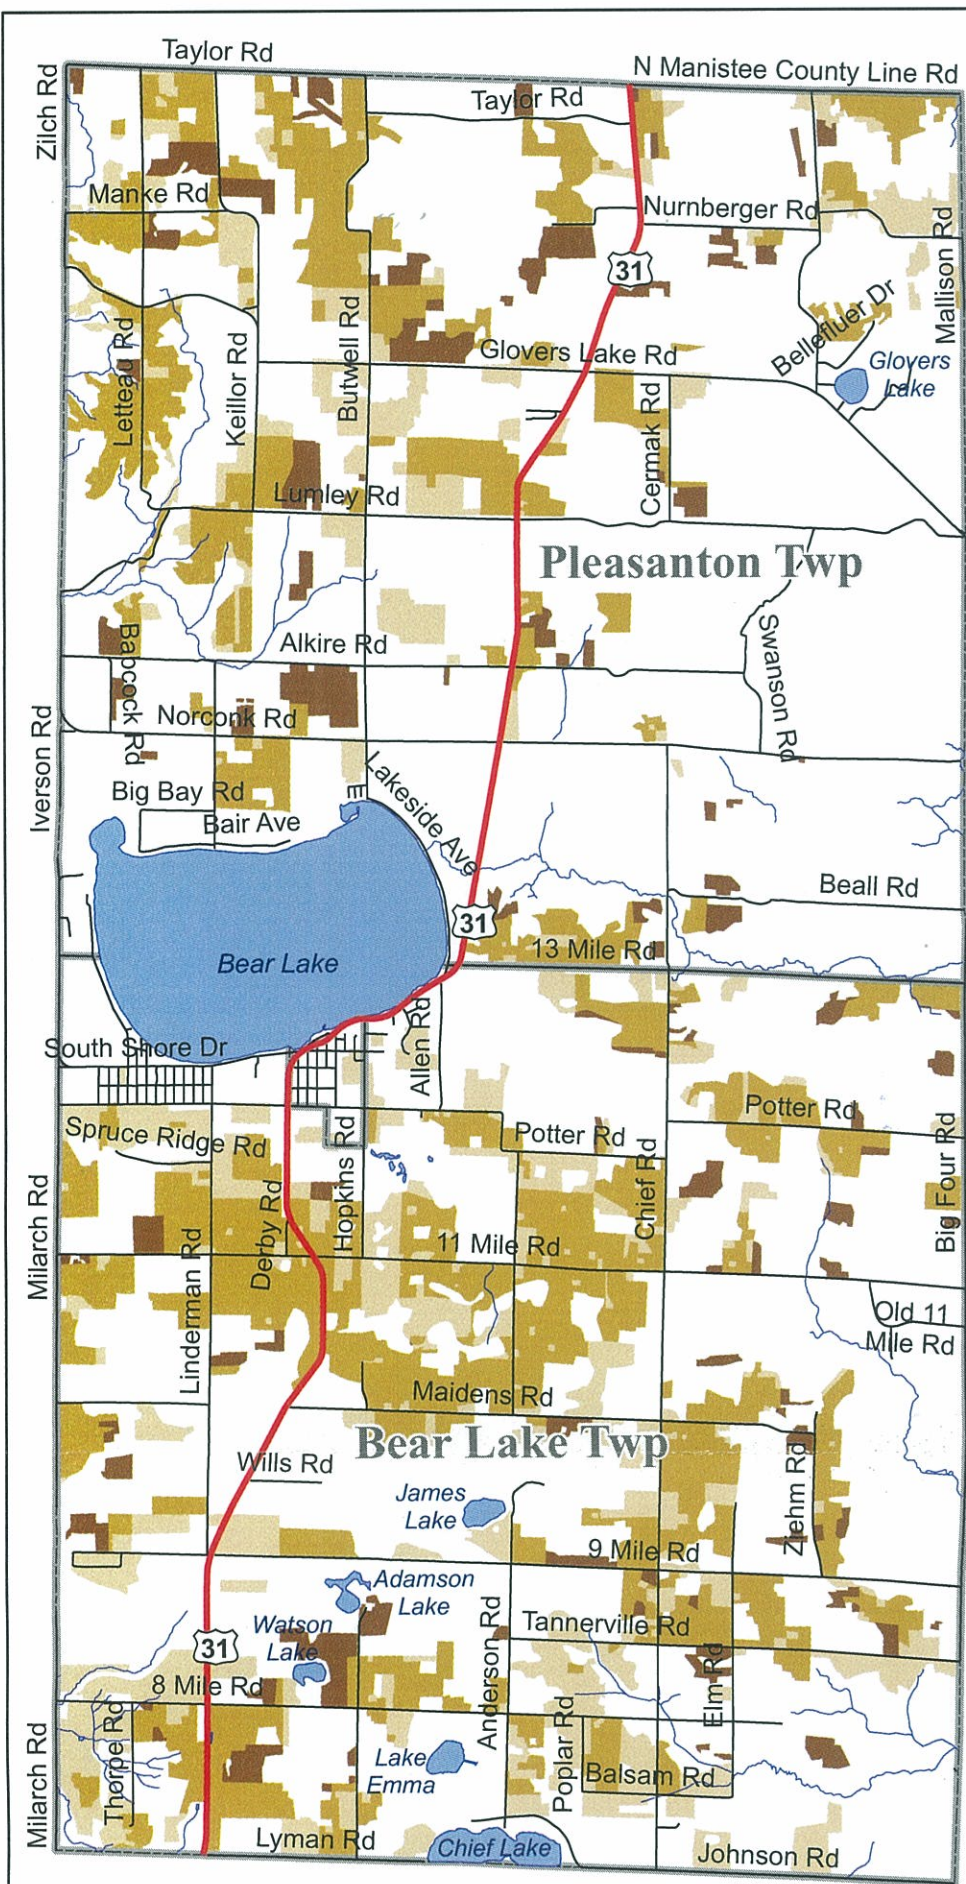 Taylor Rd
N Manistee County Line Rd
Zilch Rd
Taylor Rd
Manke Rd
Nurnberger Rd
Mallison Rd
31
Bellefluer Dr
Letteau Rd
Keillor Rd
Butwell Rd
Glovers Lake Rd
Glovers
Lake
Cermak Rd
Lumley Rd
Pleasanton Twp
Babcock Rd
Alkire Rd
Swanson Rd
Norconk Rd
Iverson Rd
Big Bay Rd
E Lakeside Ave
Bair Ave
Beall Rd
31
13 Mile Rd
Bear Lake
South Shore Dr
Allen Rd
Potter Rd
Spruce Ridge Rd
Potter Rd
Hopkins Rd
Chief Rd
Big Four Rd
Milarch Rd
Derby Rd
11 Mile Rd
Linderman Rd
Old 11
Mile Rd
Maidens Rd
Bear Lake Twp
Wills Rd
Ziehm Rd
James
Lake
9 Mile Rd
Adamson
Lake
Watson
Lake
31
Anderson Rd
Tannerville Rd
8 Mile Rd
Elm Rd
Thorpe Rd
Poplar Rd
Lake
Emma
Balsam Rd
Milarch Rd
Lyman Rd
Chief Lake
Johnson Rd